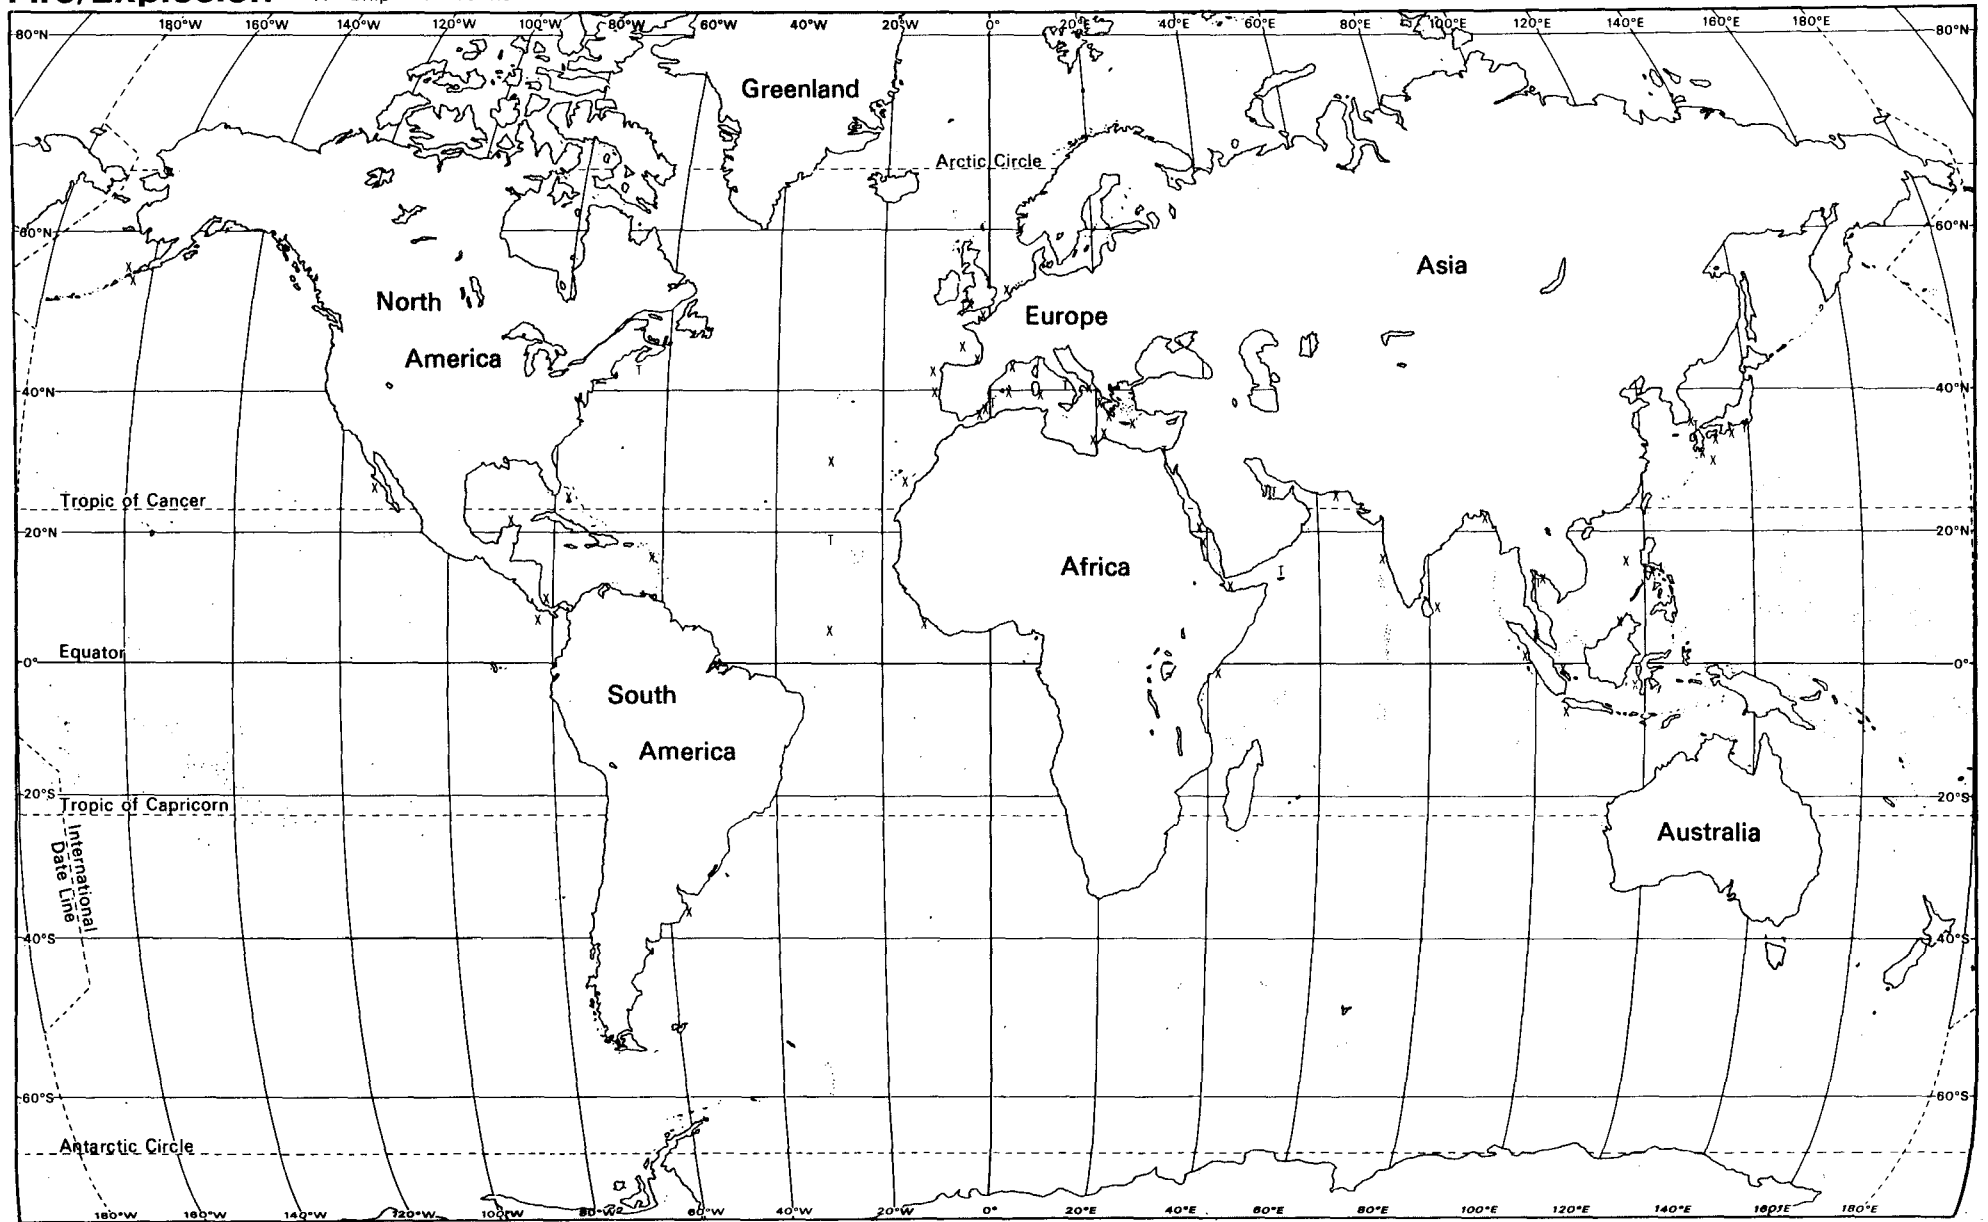 Fire/Explosion
180°W 160°W 140°W 120°W 100°W 80°W 60°W 40°W 20°W 0° 20°E 40°E 60°E 80°E 100°E 120°E 140°E 160°E 180°E
80°N 80°N
Greenland
Arctic Circle
60°N 60°N
Asia
North
Europe
America
40°N 40°N
Tropic of Cancer
20°N 20°N
Africa
Equator
0° 0°
South
America
20°S 20°S
Tropic of Capricorn
Australia
International
Date Line
40°S 40°S
60°S 60°S
Antarctic Circle
180°W 160°W 140°W 120°W 100°W 80°W 60°W 40°W 20°W 0° 20°E 40°E 60°E 80°E 100°E 120°E 140°E 160°E 180°E